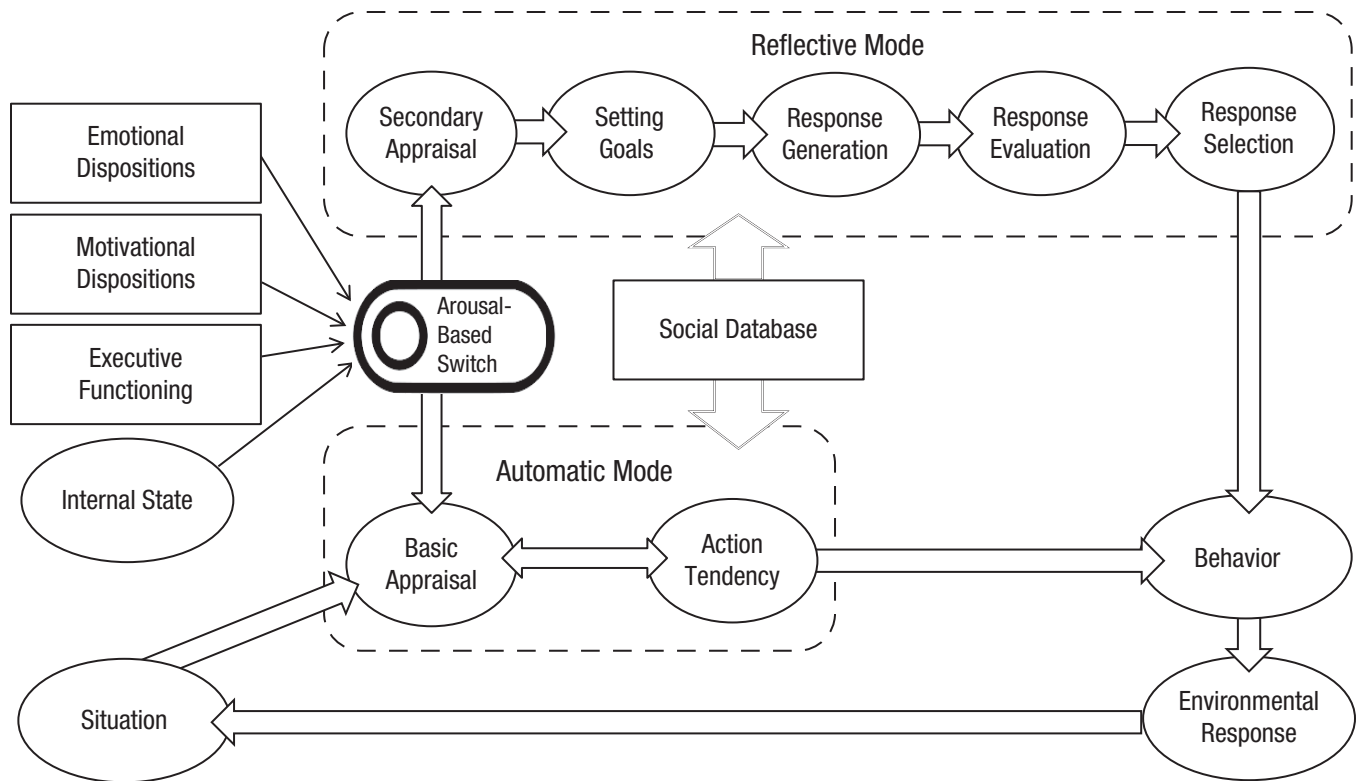 Reflective Mode
Secondary
Appraisal
Setting
Goals
Response
Generation
Response
Evaluation
Response
Selection
Emotional
Dispositions
Motivational
Dispositions
Executive
Functioning
Internal State
Arousal-
Based
Switch
Social Database
Automatic Mode
Basic
Appraisal
Action
Tendency
Behavior
Situation
Environmental
Response